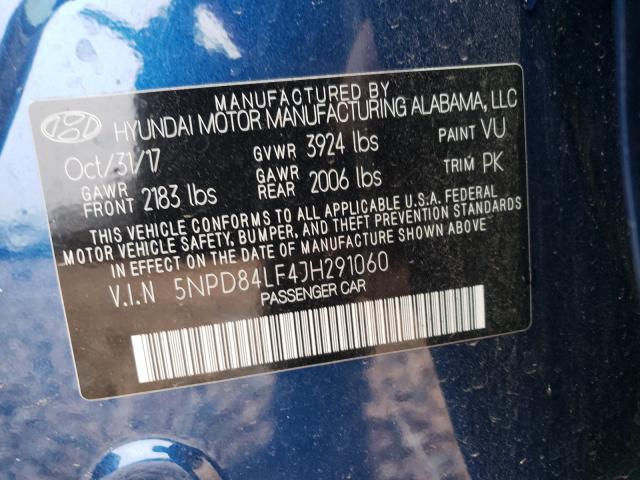 MANUFACTURED BY
HYUNDAI MOTOR MANUFACTURING ALABAMA, LLC
Oct/31/17 GVWR 3924 lbs PAINT VU
GAWR FRONT 2183 lbs GAWR REAR 2006 lbs TRIM PK
THIS VEHICLE CONFORMS TO ALL APPLICABLE U.S.A. FEDERAL
MOTOR VEHICLE SAFETY, BUMPER, AND THEFT PREVENTION STANDARDS
IN EFFECT ON THE DATE OF MANUFACTURE SHOWN ABOVE.
V.I.N 5NPD84LF4JH291060
PASSENGER CAR